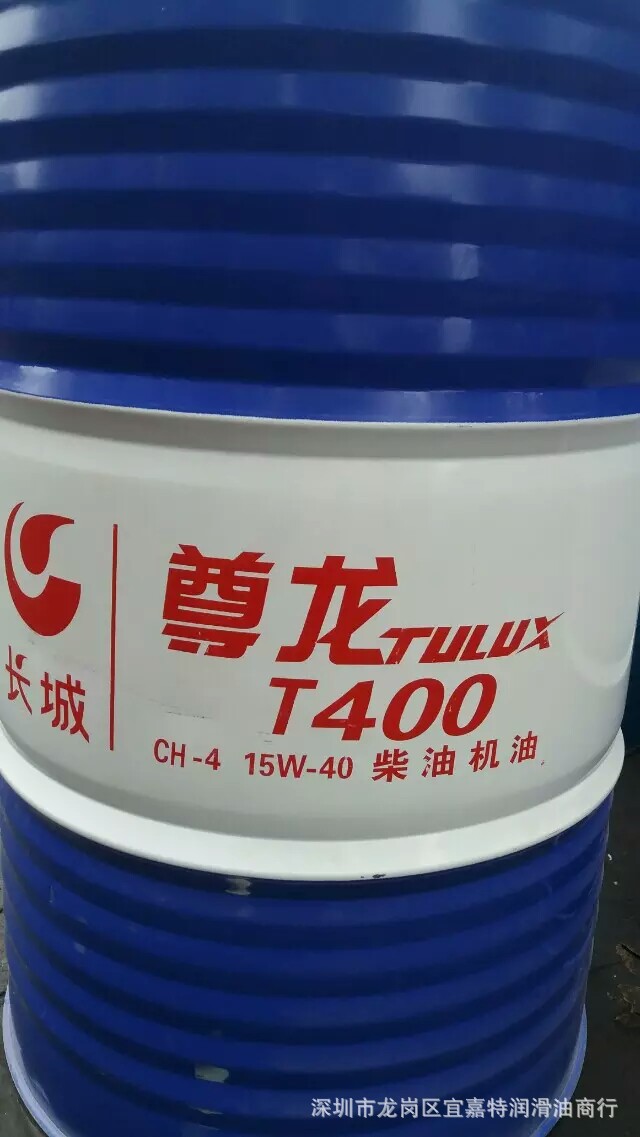 长城
尊龙TULUX
T400
CH-4 15W-40 柴油机油
深圳市龙岗区宜嘉特润滑油商行